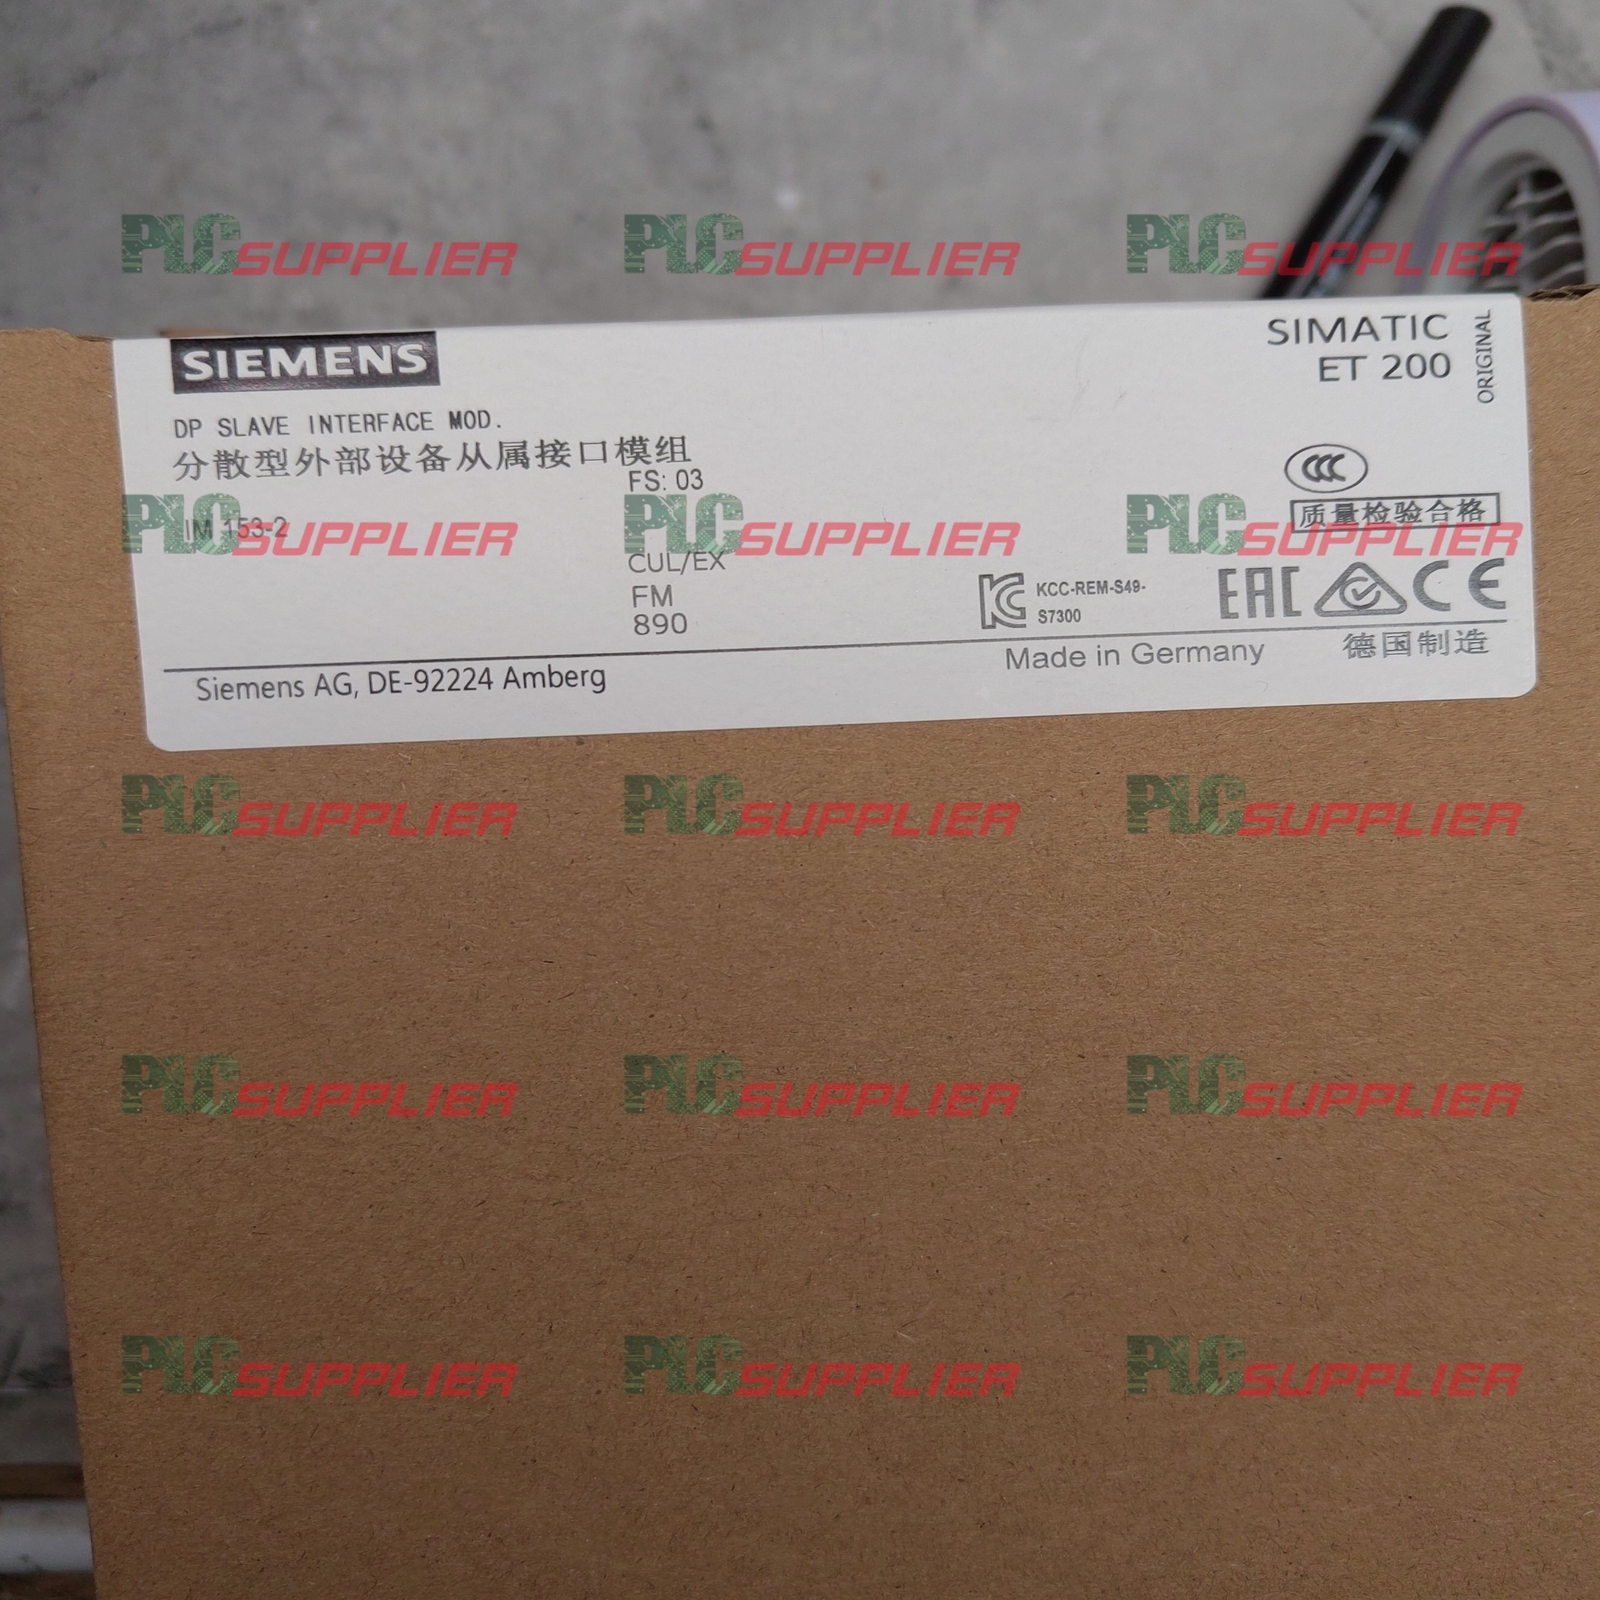 PLC SUPPLIER PLC SUPPLIER PLC SUPPLIER
SIEMENS
SIMATIC
ET 200
ORIGINAL
DP SLAVE INTERFACE MOD.
分散型外部设备从属接口模组
FS: 03
CCC
IM 153-2
质量检验合格
PLC SUPPLIER PLC SUPPLIER PLC SUPPLIER
CUL/EX
FM
890
KC
KCC-REM-S49-
S7300
EAC
CE
Siemens AG, DE-92224 Amberg
Made in Germany
德国制造
PLC SUPPLIER PLC SUPPLIER PLC SUPPLIER
PLC SUPPLIER PLC SUPPLIER PLC SUPPLIER
PLC SUPPLIER PLC SUPPLIER PLC SUPPLIER